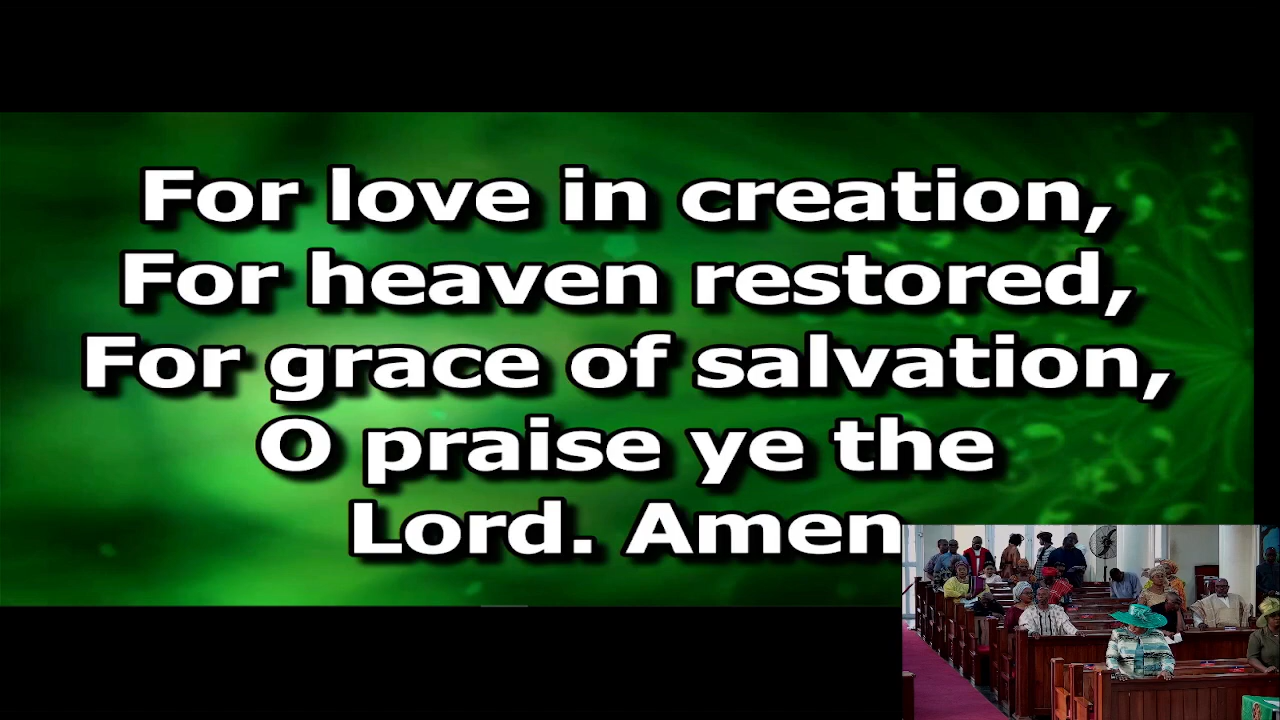 For love in creation,
For heaven restored,
For grace of salvation,
O praise ye the
Lord. Amen